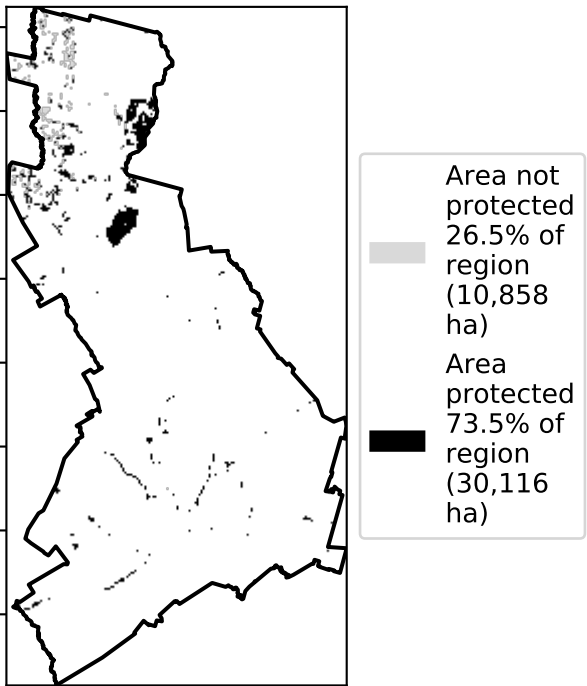 Area not
protected
26.5% of
region
(10,858
ha)
Area
protected
73.5% of
region
(30,116
ha)